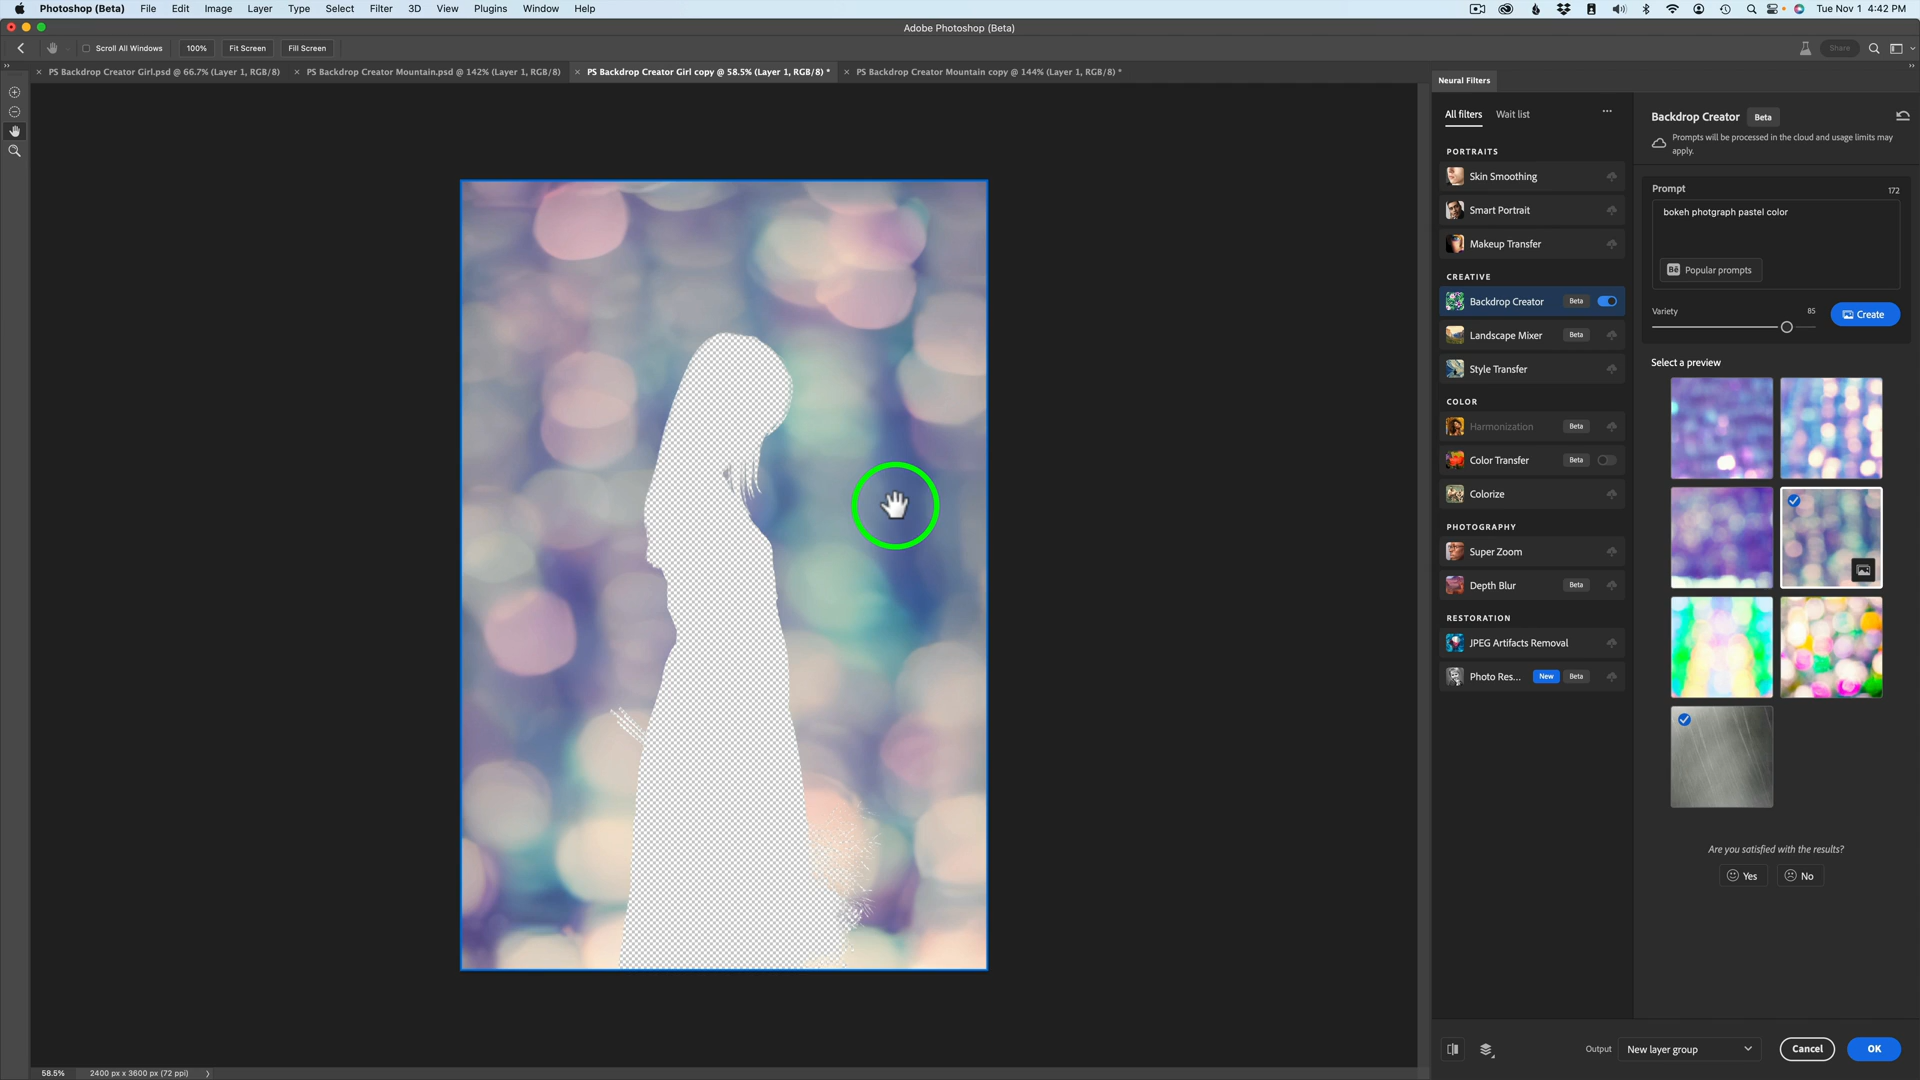 Photoshop (Beta) File Edit Image Layer Type Select Filter 3D View Plugins Window Help Tue Nov 1 4:42 PM
Adobe Photoshop (Beta)
Scroll All Windows 100% Fit Screen Fill Screen Share
PS Backdrop Creator Girl.psd @ 66.7% (Layer 1, RGB/8) PS Backdrop Creator Mountain.psd @ 142% (Layer 1, RGB/8) PS Backdrop Creator Girl copy @ 58.5% (Layer 1, RGB/8) * PS Backdrop Creator Mountain copy @ 144% (Layer 1, RGB/8) *
Neural Filters
All filters Wait list
PORTRAITS
Skin Smoothing
Smart Portrait
Makeup Transfer
CREATIVE
Backdrop Creator Beta
Landscape Mixer Beta
Style Transfer
COLOR
Harmonization Beta
Color Transfer Beta
Colorize
PHOTOGRAPHY
Super Zoom
Depth Blur Beta
RESTORATION
JPEG Artifacts Removal
Photo Res... New Beta
Backdrop Creator Beta
Prompts will be processed in the cloud and usage limits may
apply.
Prompt 172
bokeh photgraph pastel color
Bē Popular prompts
Variety 85 Create
Select a preview
Are you satisfied with the results?
Yes No
Output New layer group Cancel OK
58.5% 2400 px x 3600 px (72 ppi)